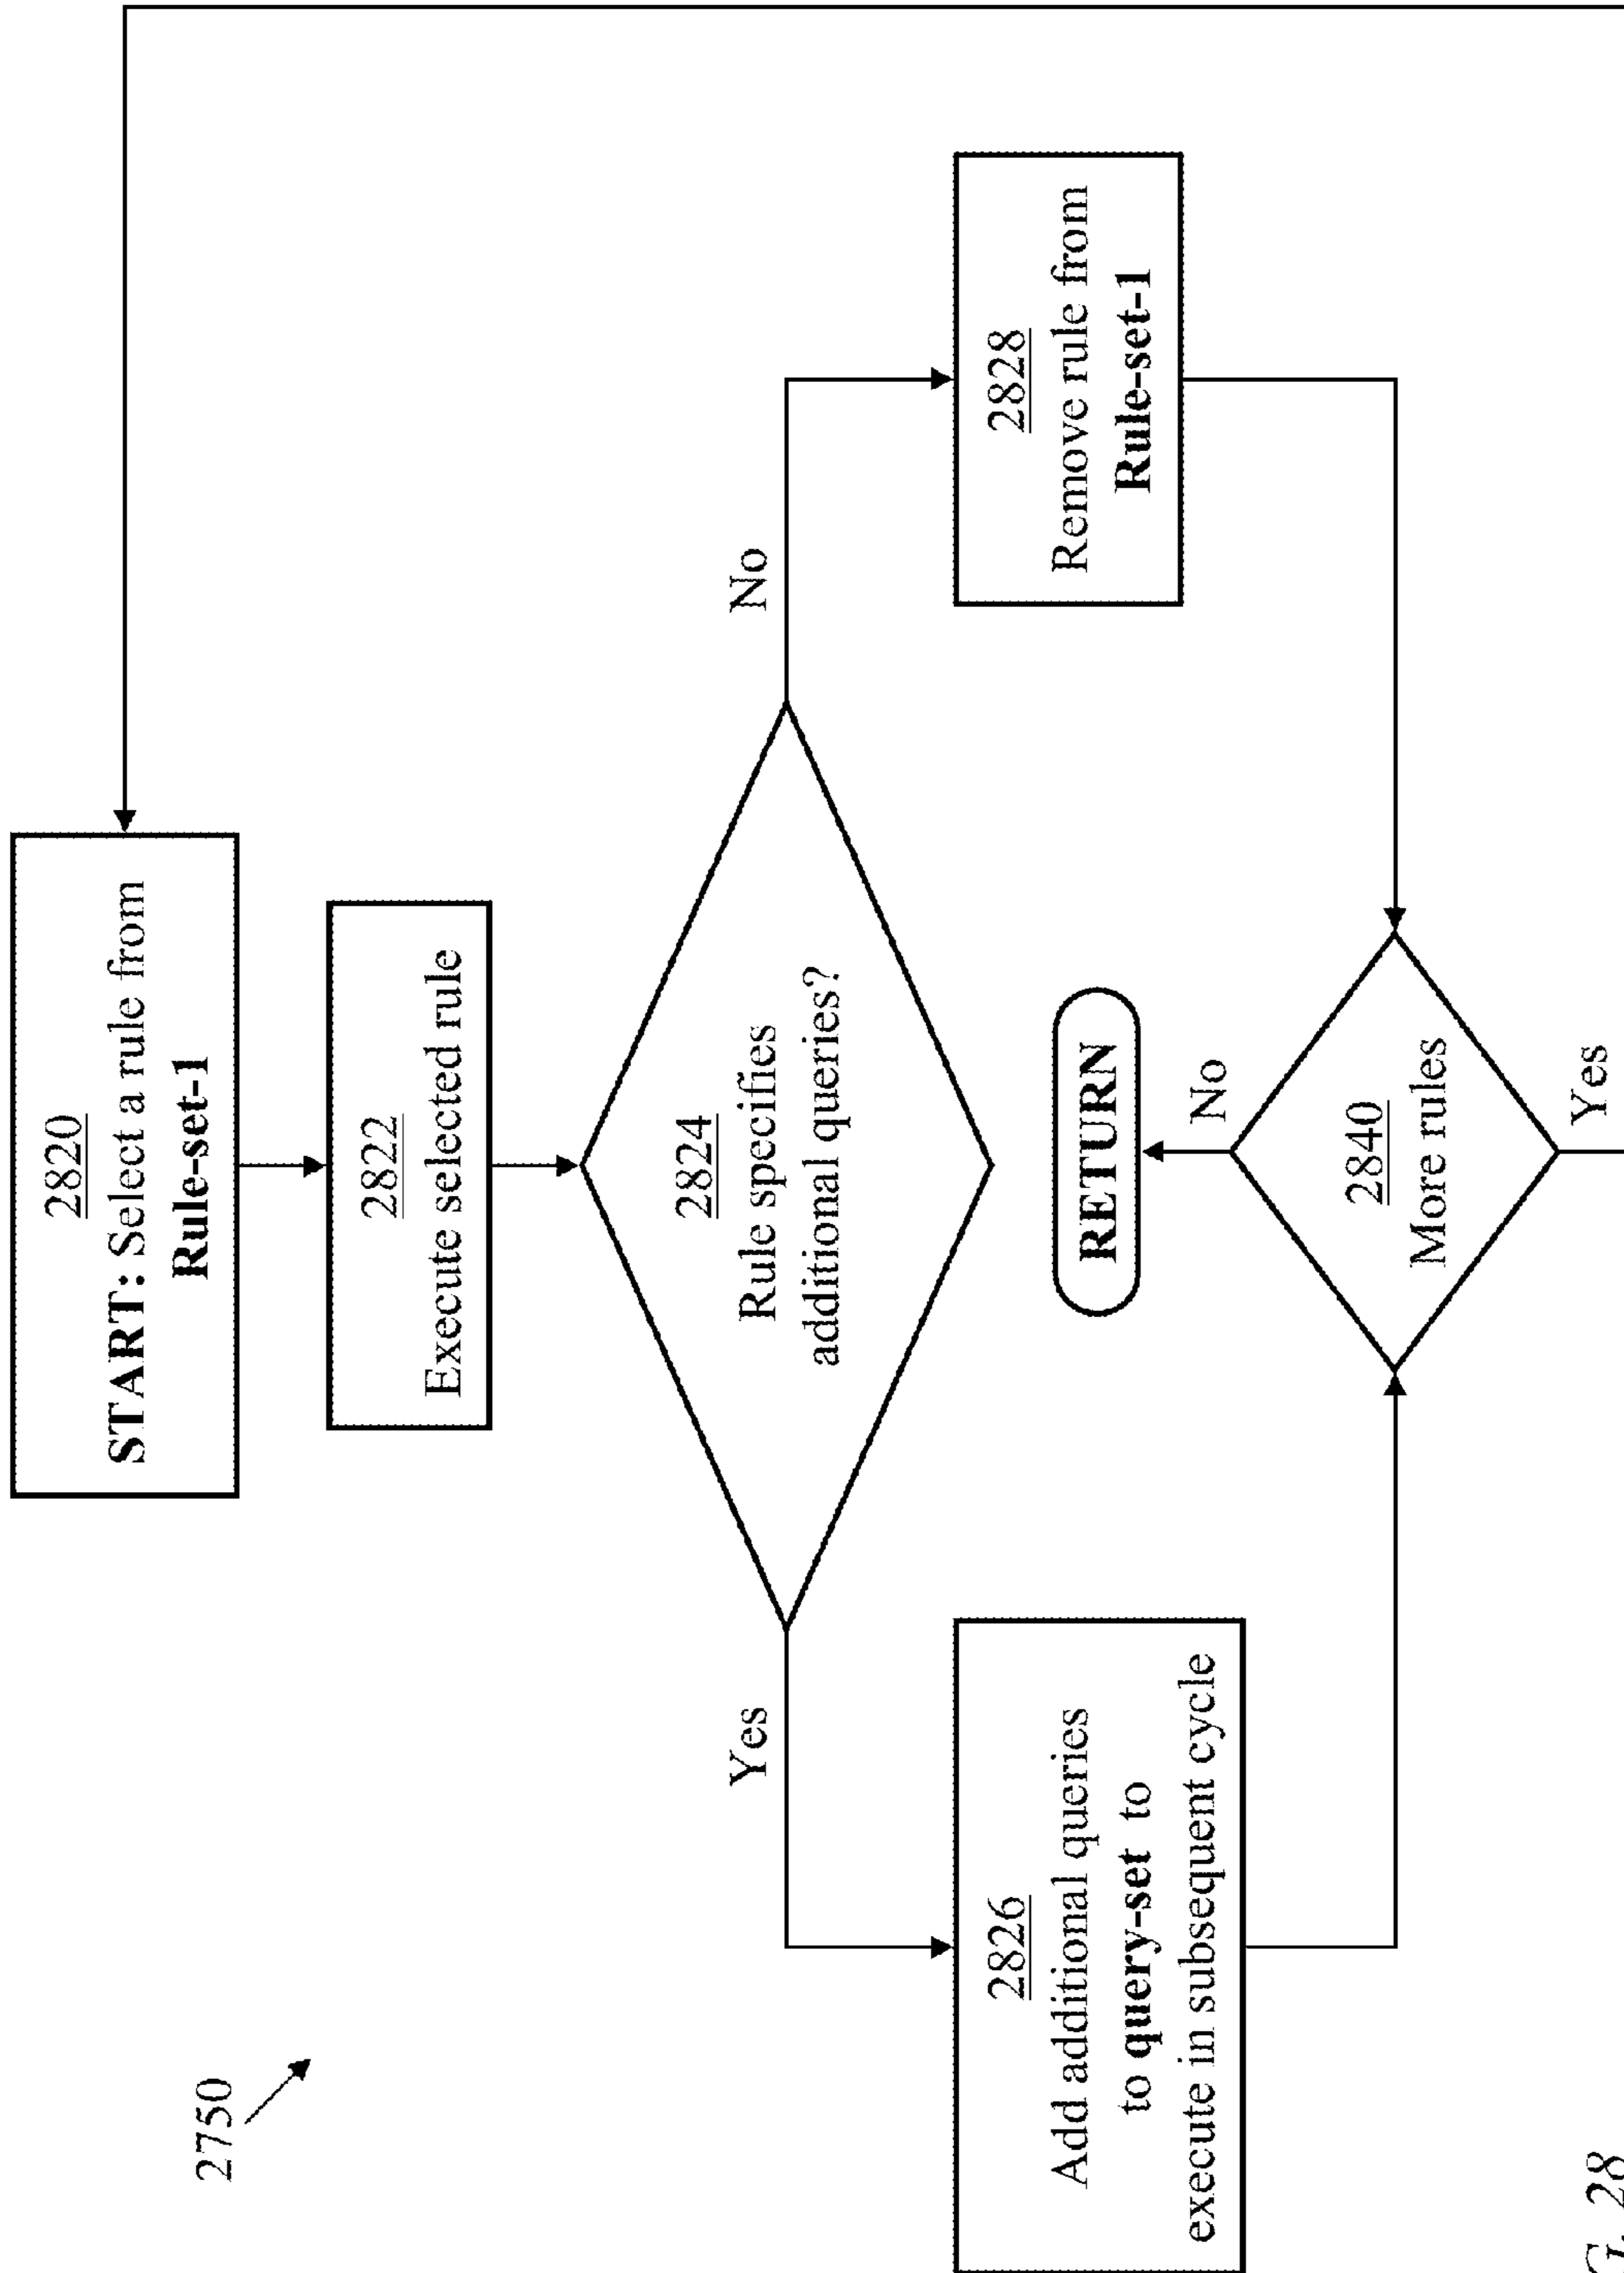 2750
2820
START: Select a rule from
Rule-set-1
2822
Execute selected rule
2824
Rule specifies
additional queries?
Yes
No
2826
Add additional queries
to query-set to
execute in subsequent cycle
2828
Remove rule from
Rule-set-1
RETURN
No
2840
More rules
Yes
G. 28